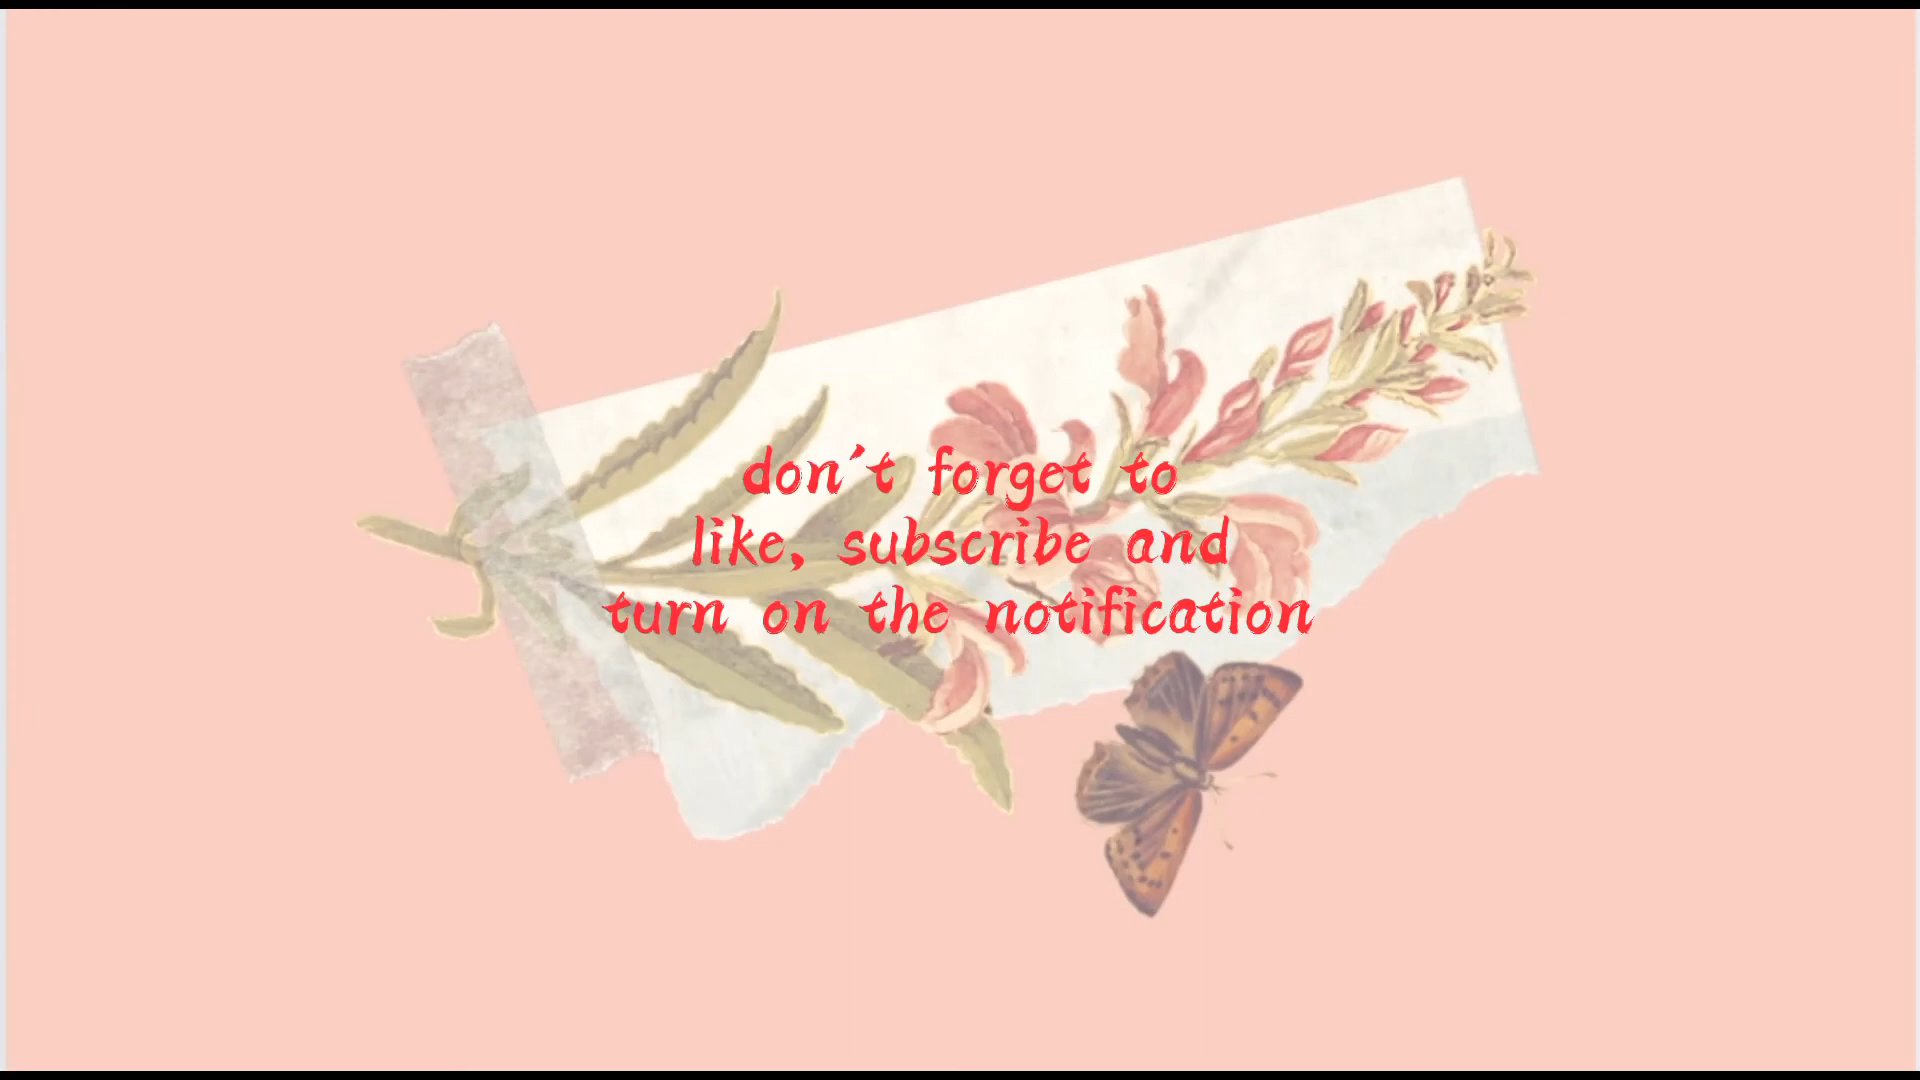 don't forget to
like, subscribe and
turn on the notification